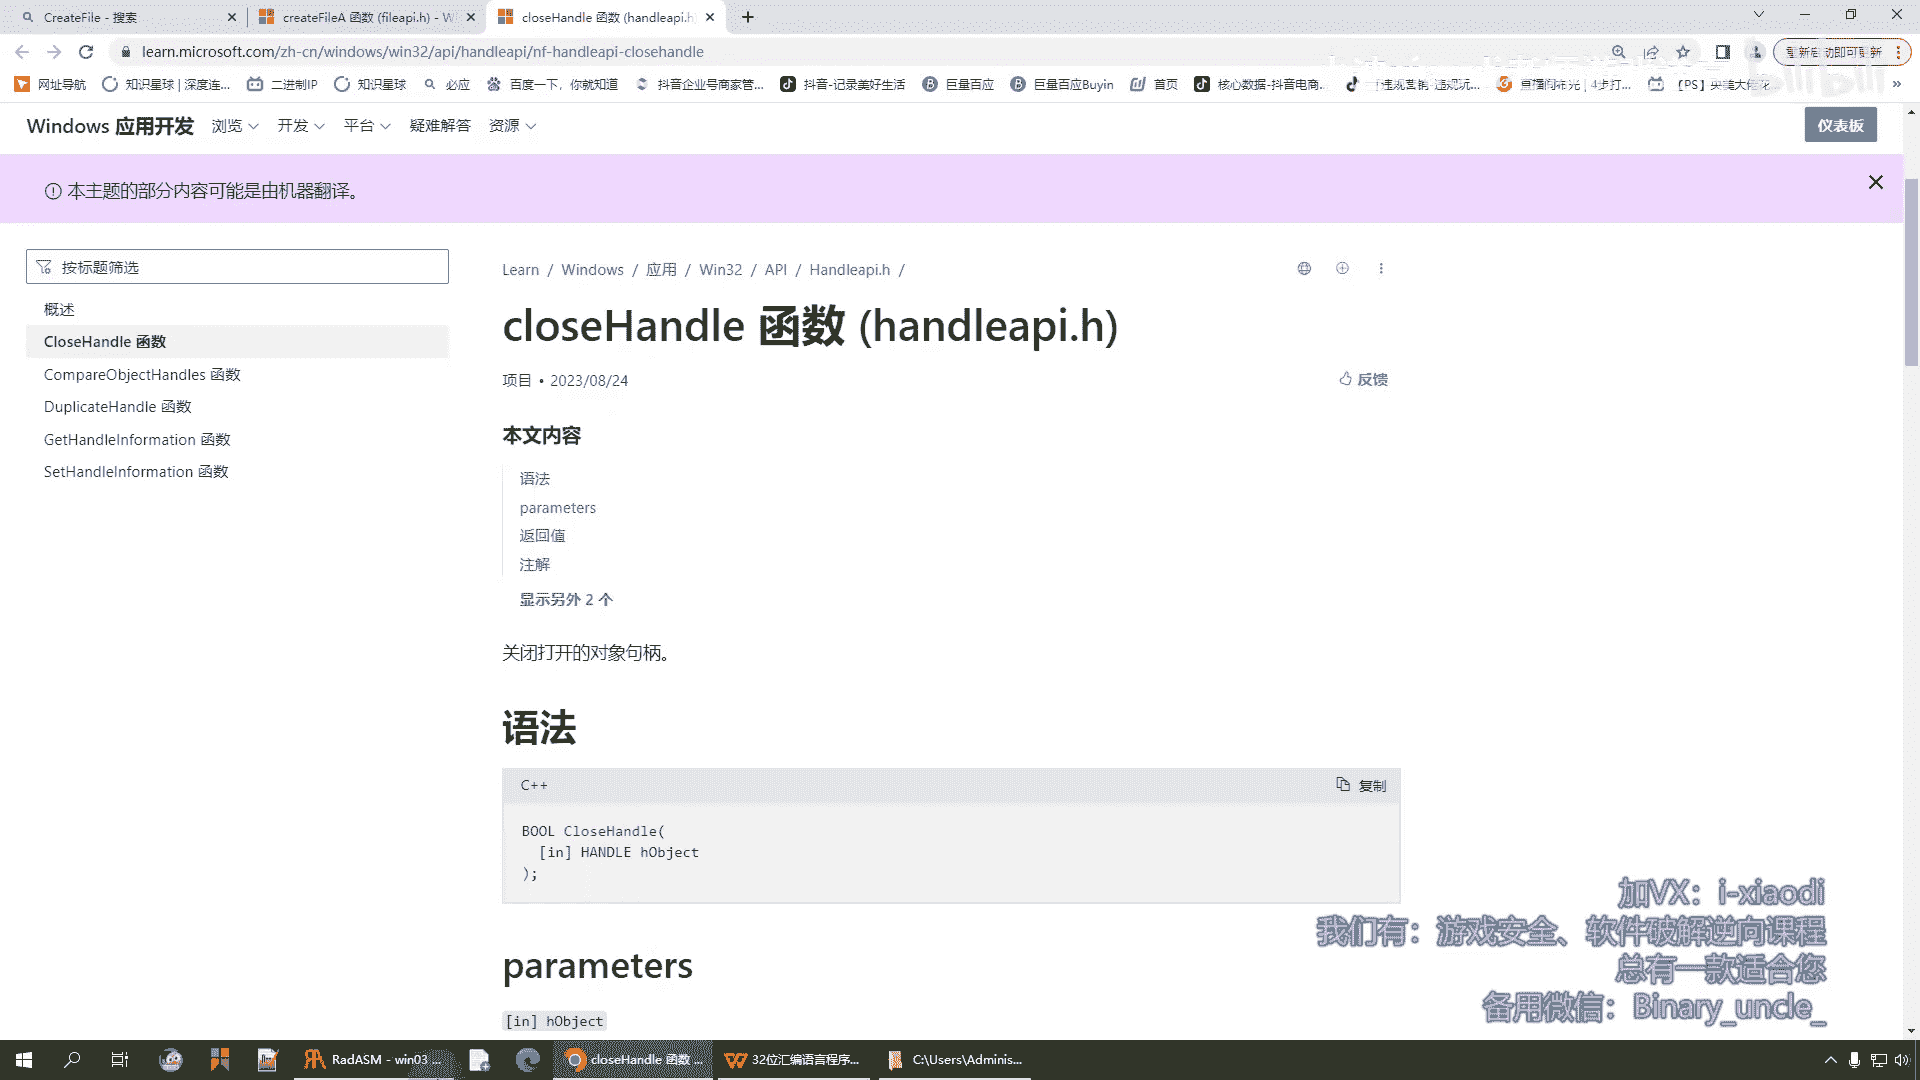 CreateFile - 搜索
createFileA 函数 (fileapi.h) - W
closeHandle 函数 (handleapi.h)
learn.microsoft.com/zh-cn/windows/win32/api/handleapi/nf-handleapi-closehandle
重新启动即可更新
网址导航
知识星球 | 深度连...
二进制IP
知识星球
必应
百度一下，你就知道
抖音企业号商家管...
抖音-记录美好生活
巨量百应
巨量百应Buyin
首页
核心数据-抖音电商...
Windows 应用开发
浏览
开发
平台
疑难解答
资源
仪表板
本主题的部分内容可能是由机器翻译。
按标题筛选
概述
CloseHandle 函数
CompareObjectHandles 函数
DuplicateHandle 函数
GetHandleInformation 函数
SetHandleInformation 函数
Learn / Windows / 应用 / Win32 / API / Handleapi.h /
closeHandle 函数 (handleapi.h)
项目 • 2023/08/24
反馈
本文内容
语法
parameters
返回值
注解
显示另外 2 个
关闭打开的对象句柄。
语法
C++
复制
BOOL CloseHandle(
[in] HANDLE hObject
);
parameters
[in] hObject
加VX：i-xiaodi
我们有：游戏安全、软件破解逆向课程
总有一款适合您
备用微信：Binary_uncle_
RadASM - win03 ...
closeHandle 函数 ...
32位汇编语言程序...
C:\Users\Adminis...